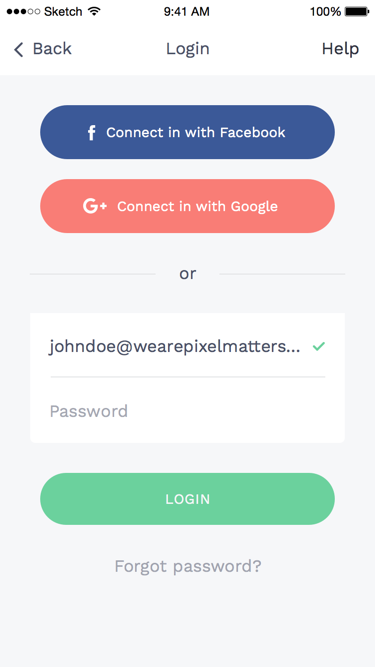 Sketch 9:41 AM 100%
Back Login Help
f Connect in with Facebook
G+ Connect in with Google
or
johndoe@wearepixelmatters...
Password
LOGIN
Forgot password?